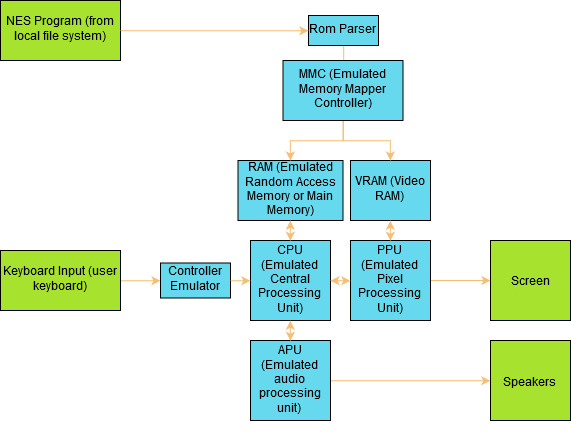 NES Program (from
local file system)
Rom Parser
MMC (Emulated
Memory Mapper
Controller)
RAM (Emulated
Random Access
Memory or Main
Memory)
VRAM (Video
RAM)
Keyboard Input (user
keyboard)
Controller
Emulator
CPU
(Emulated
Central
Processing
Unit)
PPU
(Emulated
Pixel
Processing
Unit)
Screen
APU
(Emulated
audio
processing
unit)
Speakers